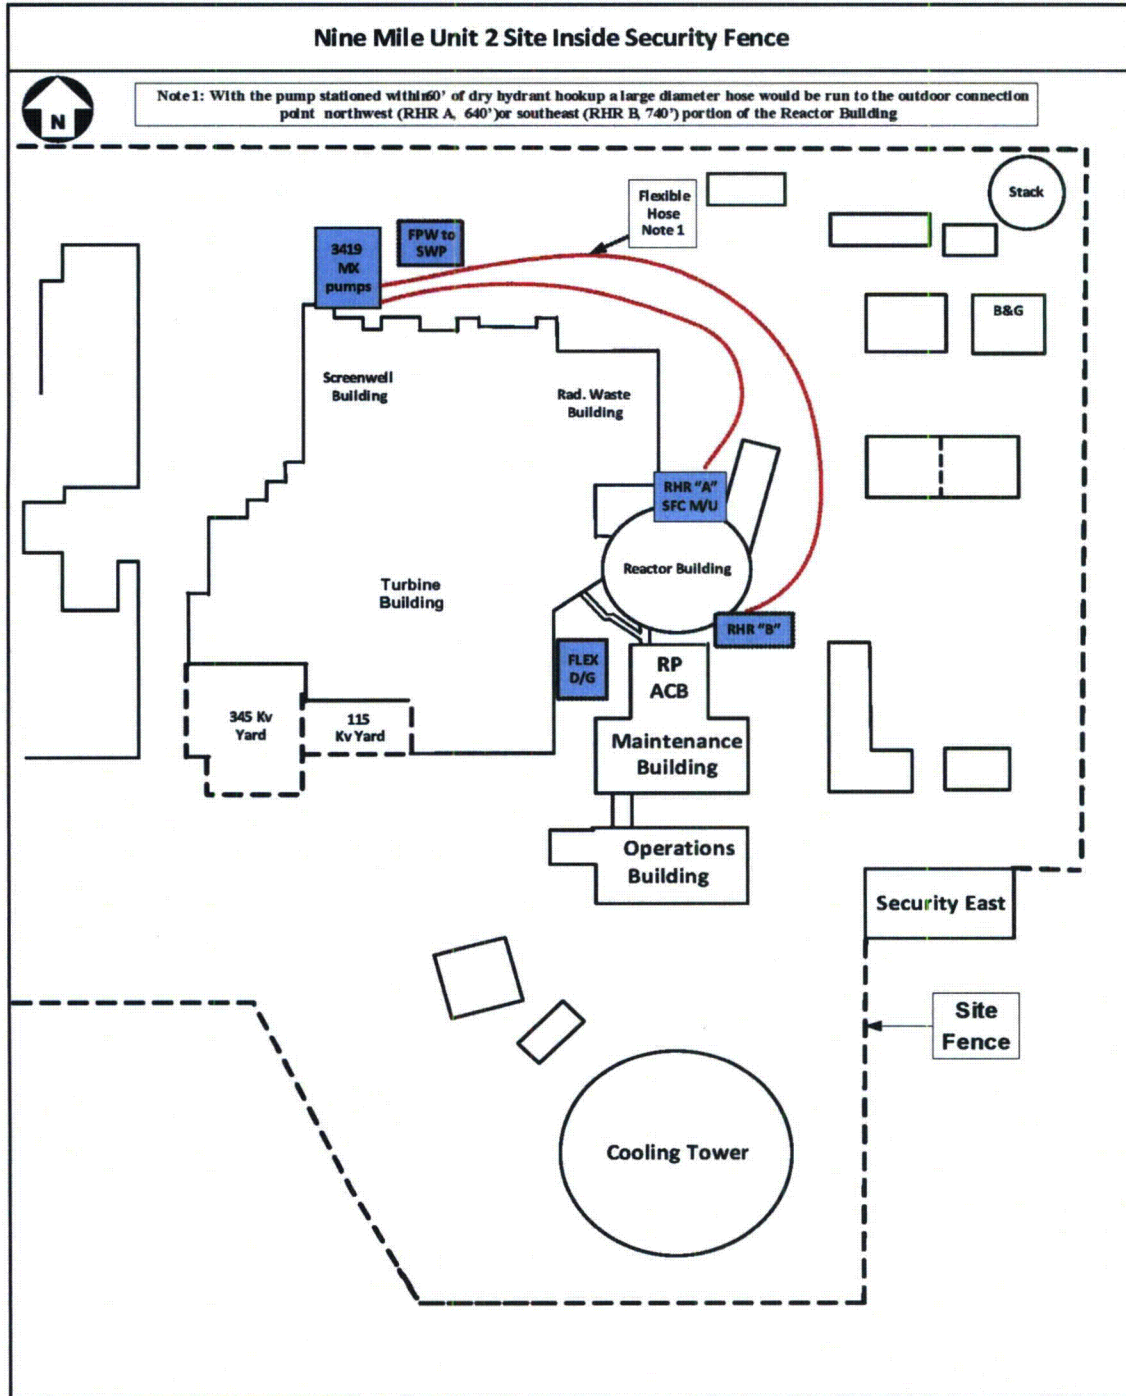 Nine Mile Unit 2 Site Inside Security Fence
N
Note1: With the pump stationed within60' of dry hydrant hookup a large diameter hose would be run to the outdoor connection
point northwest (RHR A, 640')or southeast (RHR B, 740') portion of the Reactor Building
Stack
Flexible
Hose
Note 1
FPW to
SWP
3419
MX
pumps
B&G
Screenwell
Building
Rad. Waste
Building
RHR "A"
SFC M/U
Reactor Building
Turbine
Building
RHR "B"
FLEX
D/G
RP
ACB
345 Kv
Yard
115
Kv Yard
Maintenance
Building
Operations
Building
Security East
Site
Fence
Cooling Tower